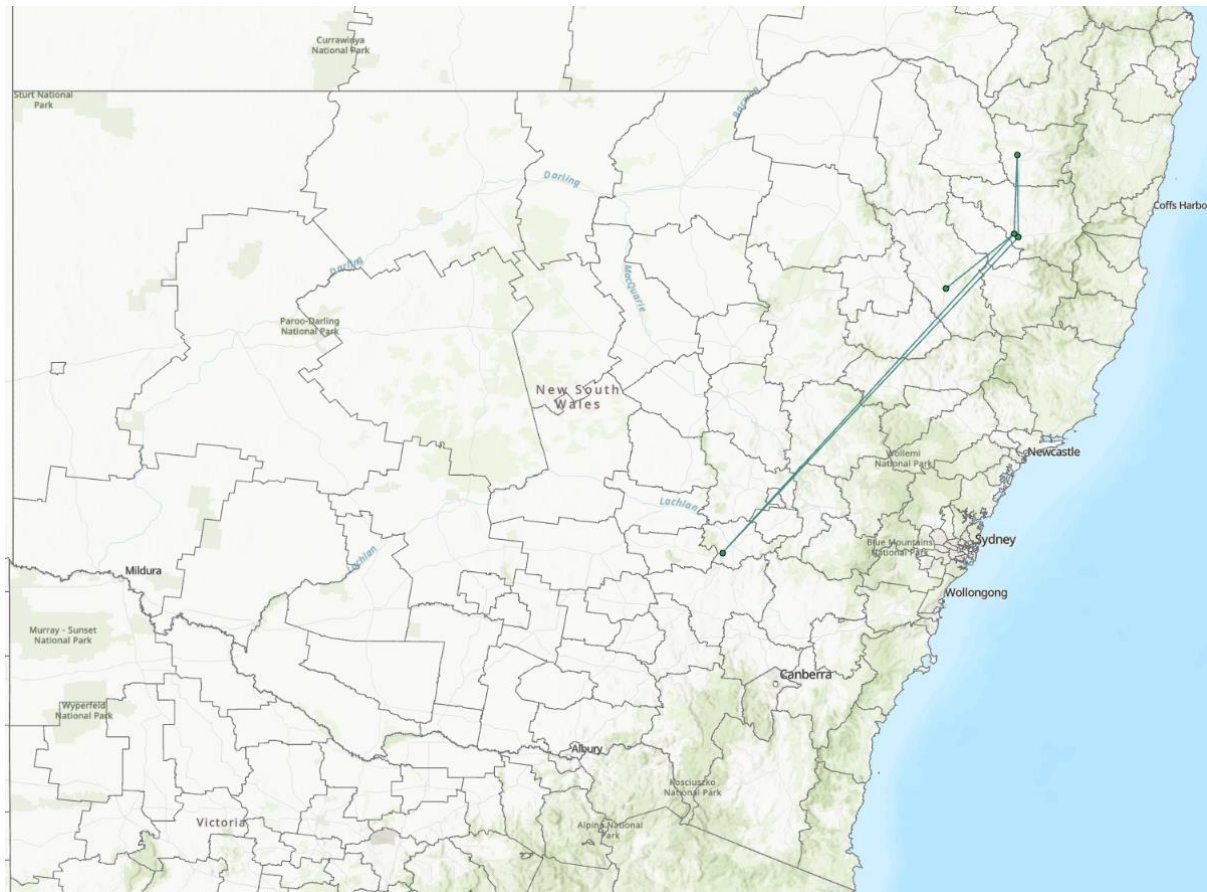 Currawinya
National Park
Sturt National
Park
Barwon
Darling
Coffs Harbo
Darling
MacQuarie
Paroo-Darling
National Park
New South
Wales
Wollemi
National Park
Newcastle
Lachlan
Sydney
Blue Mountains
National Park
Lachlan
Mildura
Wollongong
Murray - Sunset
National Park
Canberra
Wyperfeld
National Park
Albury
Kosciuszko
National Park
Victoria
Alpine National
Park